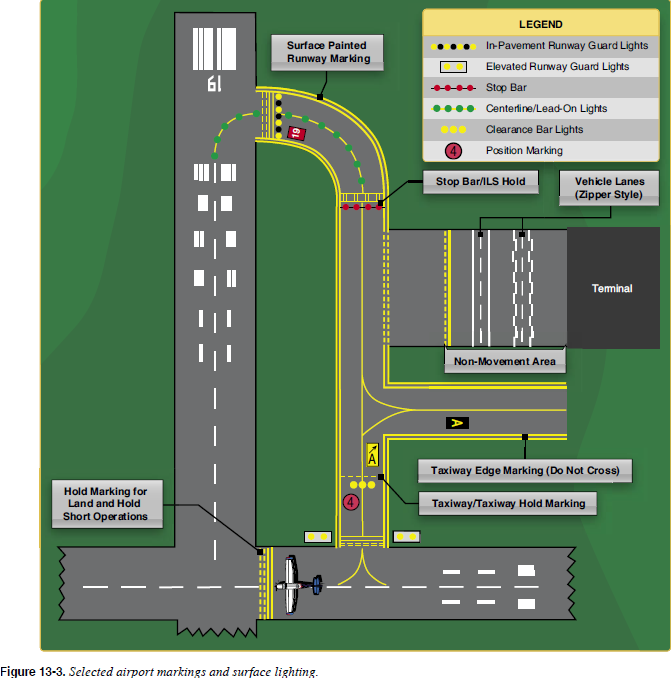 LEGEND
In-Pavement Runway Guard Lights
Elevated Runway Guard Lights
Stop Bar
Centerline/Lead-On Lights
Clearance Bar Lights
4
Position Marking
Surface Painted
Runway Marking
19
19
Stop Bar/ILS Hold
Vehicle Lanes
(Zipper Style)
Terminal
Non-Movement Area
A
A
Taxiway Edge Marking (Do Not Cross)
Taxiway/Taxiway Hold Marking
4
Hold Marking for
Land and Hold
Short Operations
Figure 13-3. Selected airport markings and surface lighting.